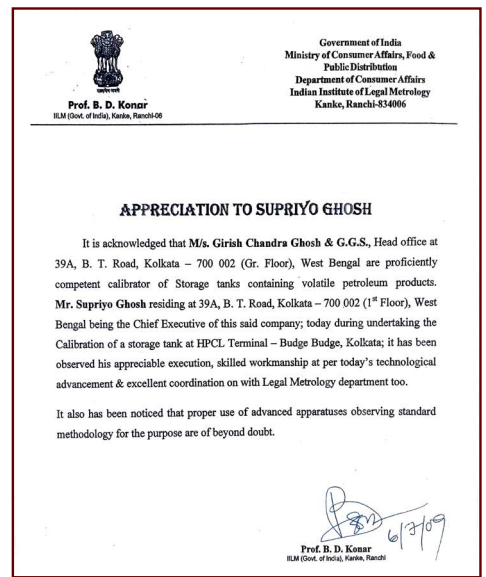 Government of India
Ministry of Consumer Affairs, Food &
Public Distribution
Department of Consumer Affairs
Indian Institute of Legal Metrology
Kanke, Ranchi-834006
सत्यमेव जयते
Prof. B. D. Konar
IILM (Govt. of India), Kanke, Ranchi-06
APPRECIATION TO SUPRIYO GHOSH
It is acknowledged that M/s. Girish Chandra Ghosh & G.G.S., Head office at
39A, B. T. Road, Kolkata – 700 002 (Gr. Floor), West Bengal are proficiently
competent calibrator of Storage tanks containing volatile petroleum products.
Mr. Supriyo Ghosh residing at 39A, B. T. Road, Kolkata – 700 002 (1st Floor), West
Bengal being the Chief Executive of this said company; today during undertaking the
Calibration of a storage tank at HPCL Terminal – Budge Budge, Kolkata; it has been
observed his appreciable execution, skilled workmanship at per today's technological
advancement & excellent coordination on with Legal Metrology department too.
It also has been noticed that proper use of advanced apparatuses observing standard
methodology for the purpose are of beyond doubt.
6/7/09
Prof. B. D. Konar
IILM (Govt. of India), Kanke, Ranchi